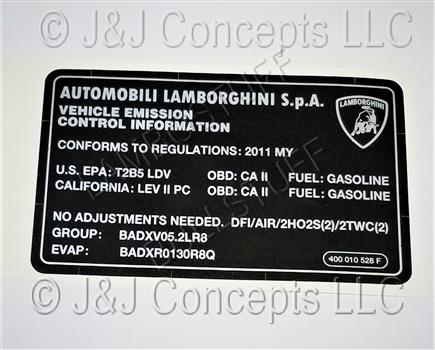 © J&J Concepts LLC
AUTOMOBILI LAMBORGHINI S.p.A.
LAMBORGHINI
VEHICLE EMISSION
CONTROL INFORMATION
CONFORMS TO REGULATIONS: 2011 MY
U.S. EPA: T2B5 LDV OBD: CA II FUEL: GASOLINE
CALIFORNIA: LEV II PC OBD: CA II FUEL: GASOLINE
NO ADJUSTMENTS NEEDED. DFI/AIR/2HO2S(2)/2TWC(2)
GROUP: BADXV05.2LR8
EVAP: BADXR0130R8Q
400 010 528 F
© J&J Concepts LLC